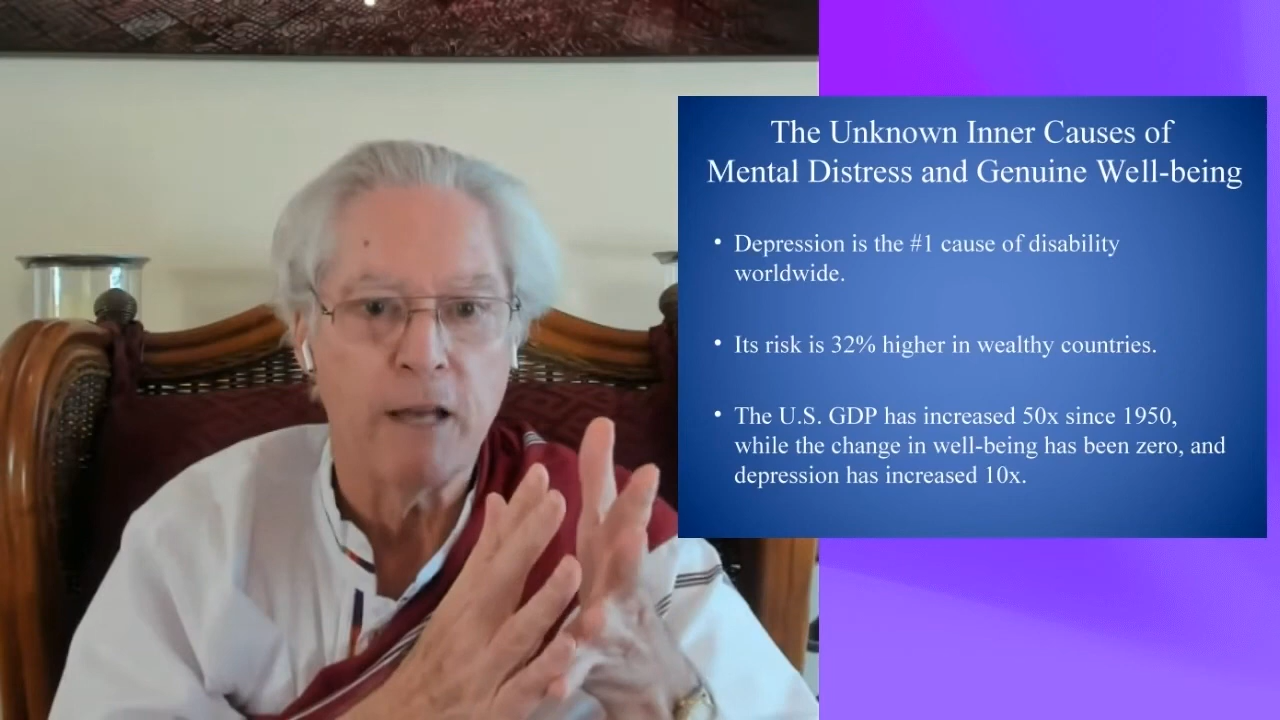 The Unknown Inner Causes of
Mental Distress and Genuine Well-being
• Depression is the #1 cause of disability
worldwide.
• Its risk is 32% higher in wealthy countries.
• The U.S. GDP has increased 50x since 1950,
while the change in well-being has been zero, and
depression has increased 10x.